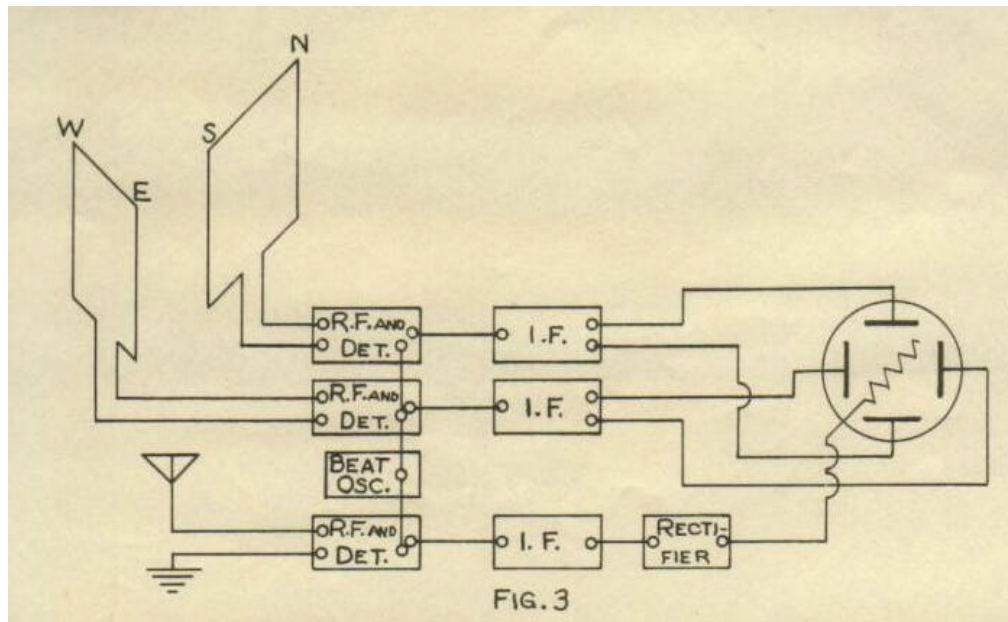 N
W
S
E
R.F. AND
DET.
I.F.
R.F. AND
DET.
I.F.
BEAT
OSC.
R.F. AND
DET.
I.F.
RECTI-
FIER
FIG. 3